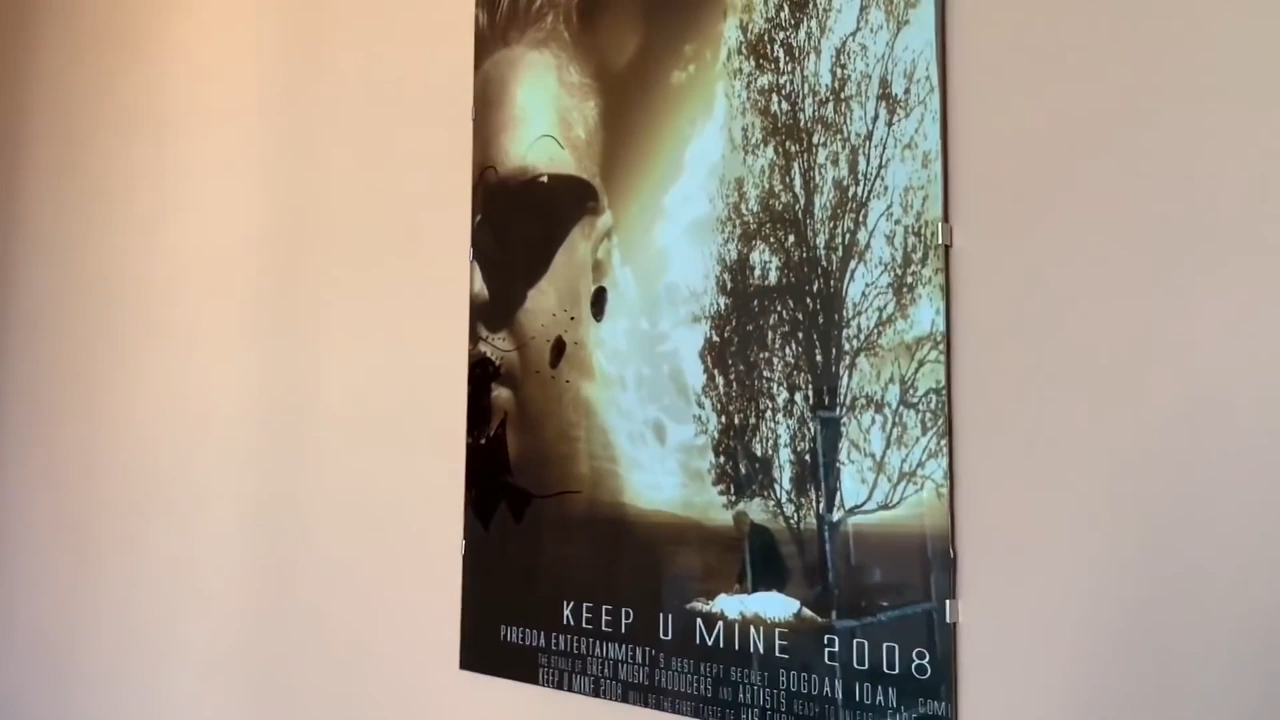 KEEP U MINE 2008
PIREDDA ENTERTAINMENT'S BEST KEPT SECRET BOGDAN IOAN, COM
THE STABLE OF GREAT MUSIC PRODUCERS AND ARTISTS READY TO
KEEP U MINE 2008 WILL BE THE FIRST TASTE OF HIS